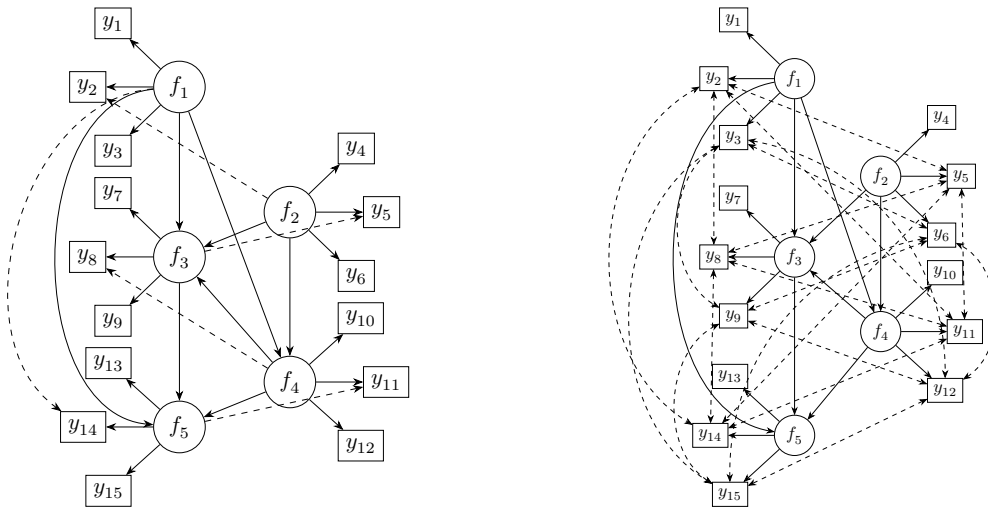 y₁
f₁
y₂
y₃
y₄
y₇
f₂
y₅
y₈
f₃
y₆
y₉
y₁₀
y₁₃
f₄
y₁₁
y₁₄
f₅
y₁₂
y₁₅
y₁
y₂
f₁
y₄
y₃
f₂
y₅
y₇
y₆
y₈
f₃
y₁₀
y₉
f₄
y₁₁
y₁₃
y₁₂
y₁₄
f₅
y₁₅